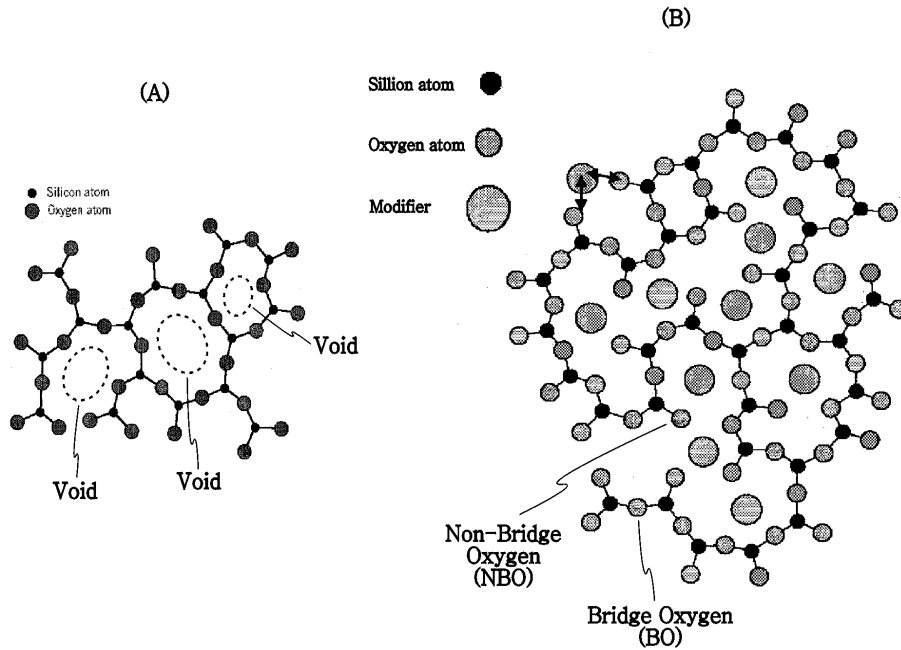 (A)
Silicon atom
Oxygen atom
Void
Void
Void
(B)
Sillion atom
Oxygen atom
Modifier
Non-Bridge
Oxygen
(NBO)
Bridge Oxygen
(BO)